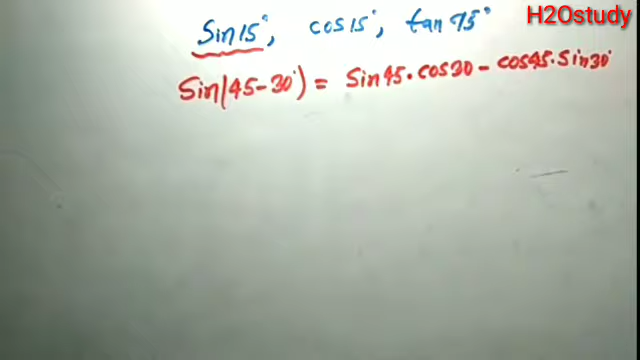 H2Ostudy
Sin15°, cos15°, tan75°
Sin(45-30°) = Sin45·cos30 - cos45·Sin30°